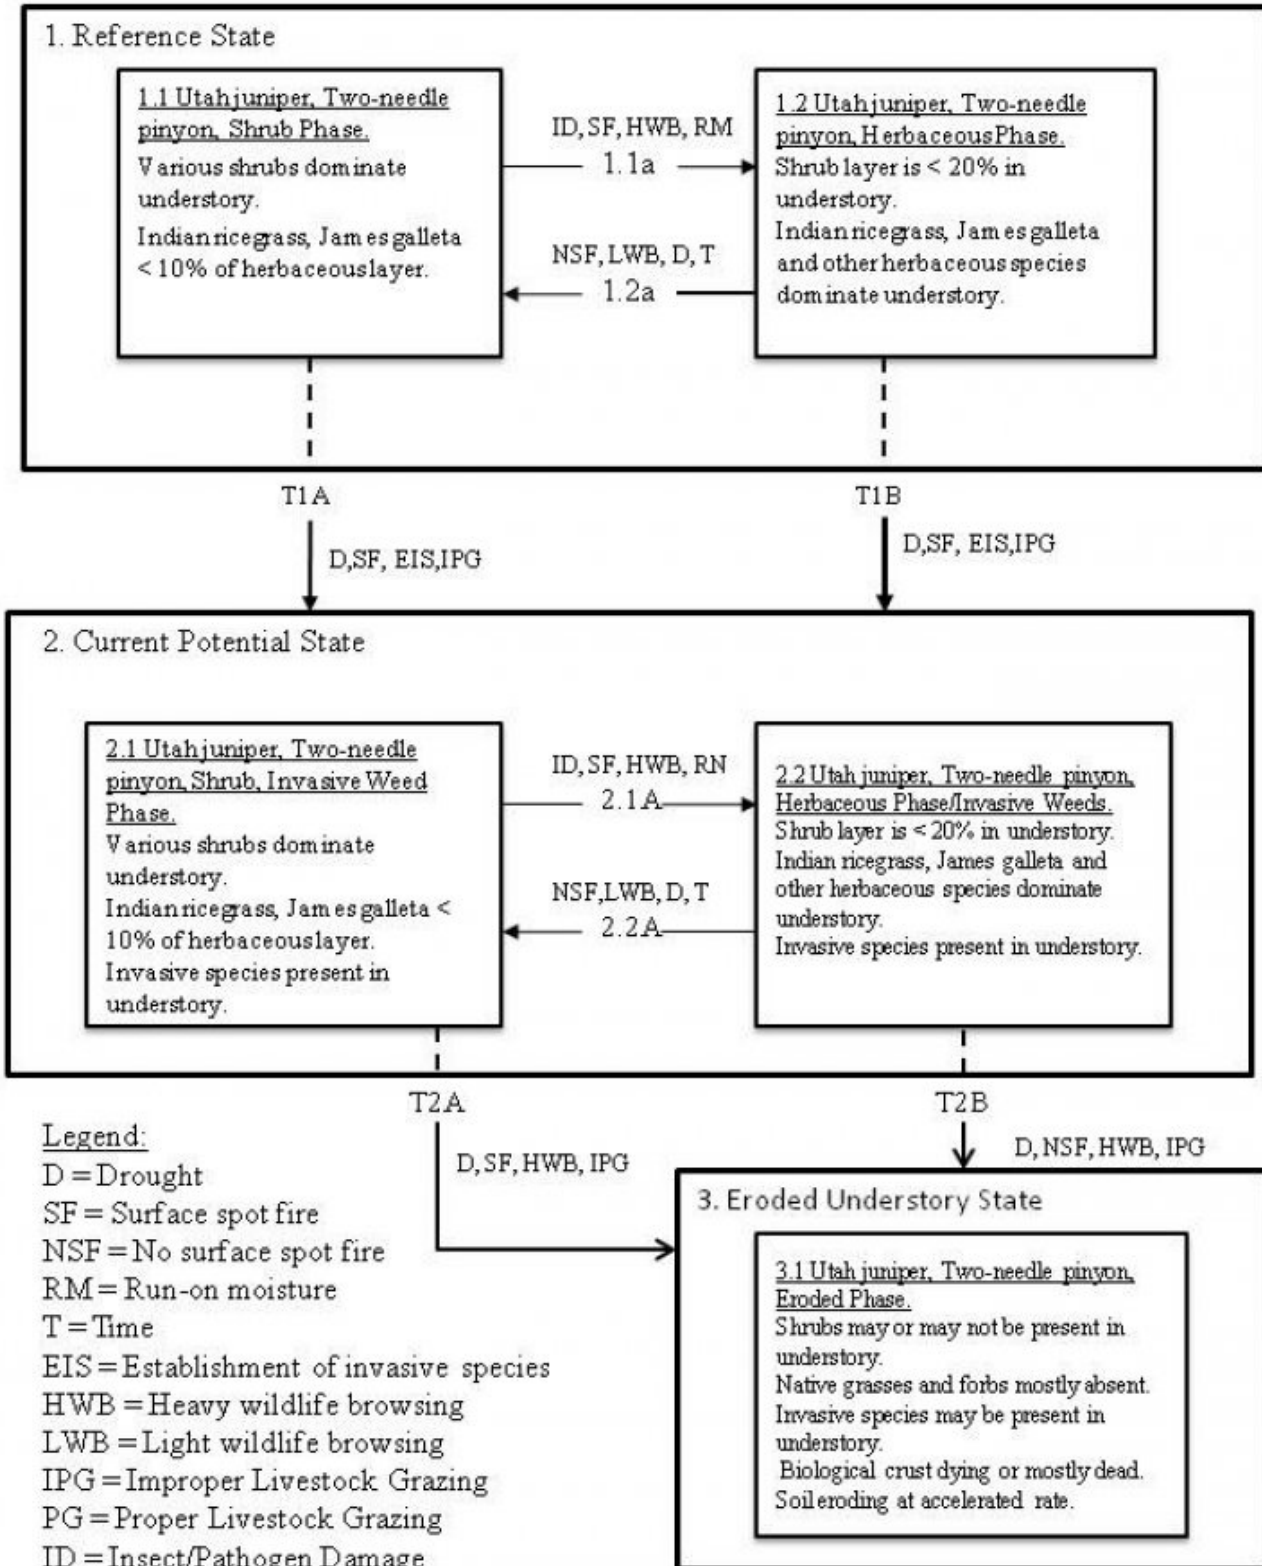 1. Reference State
1.1 Utah juniper, Two-needle
pinyon, Shrub Phase.
Various shrubs dominate
understory.
Indian ricegrass, James galleta
< 10% of herbaceous layer.
ID, SF, HWB, RM
1.1a
NSF, LWB, D, T
1.2a
1.2 Utah juniper, Two-needle
pinyon, Herbaceous Phase.
Shrub layer is < 20% in
understory.
Indian ricegrass, James galleta
and other herbaceous species
dominate understory.
T1A
D,SF, EIS,IPG
T1B
D,SF, EIS,IPG
2. Current Potential State
2.1 Utah juniper, Two-needle
pinyon, Shrub, Invasive Weed
Phase.
Various shrubs dominate
understory.
Indian ricegrass, James galleta <
10% of herbaceous layer.
Invasive species present in
understory.
ID, SF, HWB, RN
2.1A
NSF,LWB, D, T
2.2A
2.2 Utah juniper, Two-needle pinyon,
Herbaceous Phase/Invasive Weeds.
Shrub layer is < 20% in understory.
Indian ricegrass, James galleta and
other herbaceous species dominate
understory.
Invasive species present in understory.
T2A
D, SF, HWB, IPG
T2B
D, NSF, HWB, IPG
Legend:
D = Drought
SF = Surface spot fire
NSF = No surface spot fire
RM = Run-on moisture
T = Time
EIS = Establishment of invasive species
HWB = Heavy wildlife browsing
LWB = Light wildlife browsing
IPG = Improper Livestock Grazing
PG = Proper Livestock Grazing
ID = Insect/Pathogen Damage
3. Eroded Understory State
3.1 Utah juniper, Two-needle pinyon,
Eroded Phase.
Shrubs may or may not be present in
understory.
Native grasses and forbs mostly absent.
Invasive species may be present in
understory.
Biological crust dying or mostly dead.
Soil eroding at accelerated rate.